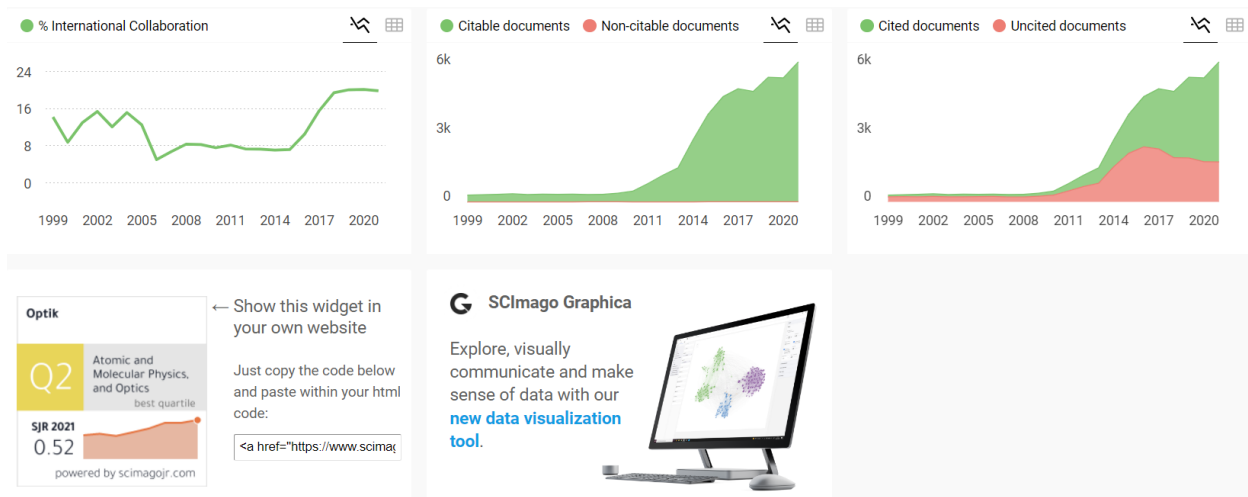 % International Collaboration
24
16
8
0
1999 2002 2005 2008 2011 2014 2017 2020
Citable documents Non-citable documents
6k
3k
0
1999 2002 2005 2008 2011 2014 2017 2020
Cited documents Uncited documents
6k
3k
0
1999 2002 2005 2008 2011 2014 2017 2020
Optik
Q2
Atomic and
Molecular Physics,
and Optics
best quartile
SJR 2021
0.52
powered by scimagojr.com
← Show this widget in
your own website
Just copy the code below
and paste within your html
code:
<a href="https://www.scimag
SCImago Graphica
Explore, visually
communicate and make
sense of data with our
new data visualization
tool.